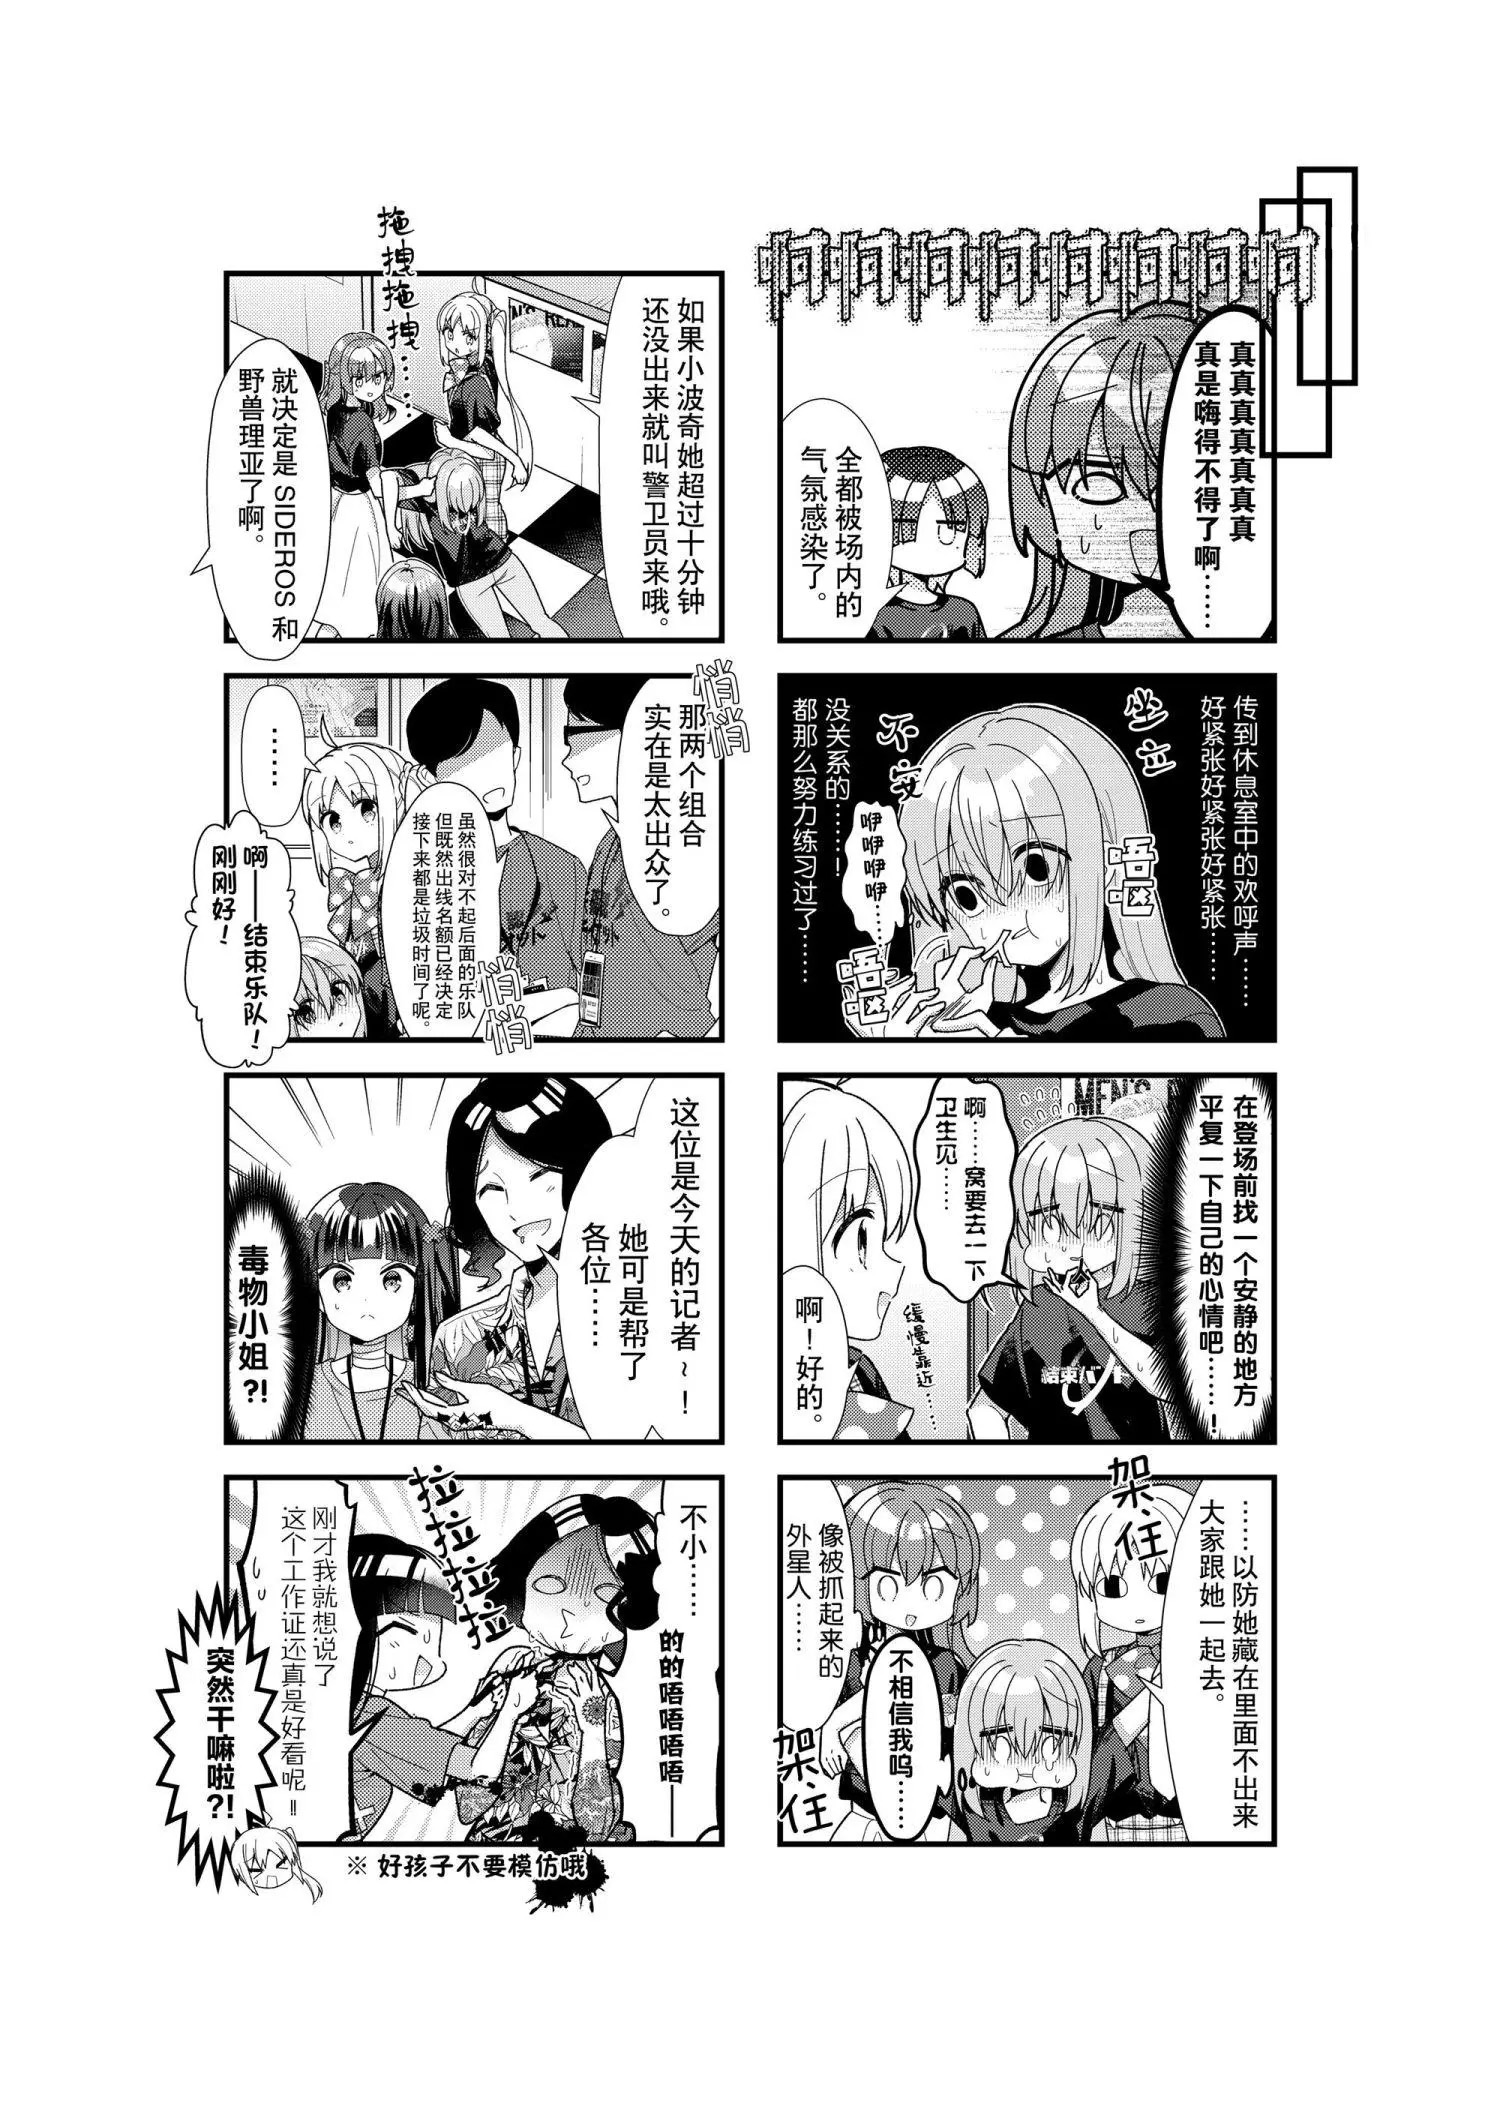 啊啊啊啊啊啊啊啊
真真真真真真真
真是嗨得不得了啊……
全都被场内的
气氛感染了。
传到休息室中的欢呼声……
好紧张好紧张好紧张……
坐立
不安
唔呕
咿咿咿咿……
唔呕
没关系的……！
都那么努力练习过了……
在登场前找一个安静的地方
平复一下自己的心情吧……！
MEN'S
啊……窝要去一下
卫生见……
結束バンド
缓慢靠近……
啊！好的。
……以防她藏在里面不出来
大家跟她一起去。
架住
像被抓起来的
外星人……
不相信我呜……
架住
如果小波奇她超过十分钟
还没出来就叫警卫员来哦。
拖拽拖拽……
就决定是 SIDEROS 和
野兽理亚了啊。
悄悄
那两个组合
实在是太出众了。
虽然很对不起后面的乐队
但既然出线名额已经决定
接下来都是垃圾时间了呢。
悄悄
……
啊——结束乐队！
刚刚好！
这位是今天的记者~！
她可是帮了
各位……
毒物小姐?!
不小……
的的唔唔唔唔——
拉拉拉拉拉
刚才我就想说了
这个工作证还真是好看呢！！
突然干嘛啦?!
※ 好孩子不要模仿哦